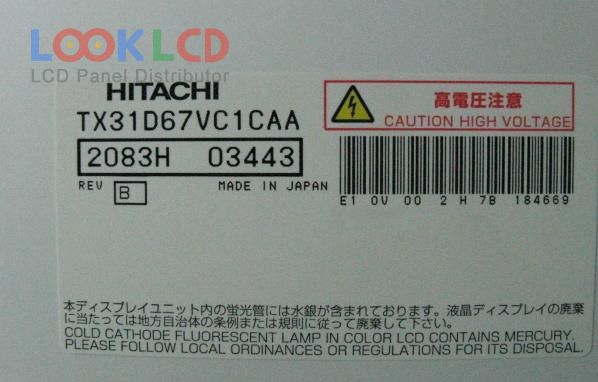 LOOKLCD
LCD Panel Distributor
HITACHI
TX31D67VC1CAA
2083H 03443
REV B MADE IN JAPAN
高電圧注意
CAUTION HIGH VOLTAGE
E1 0V 00 2 H 7B 184669
本ディスプレイユニット内の蛍光管には水銀が含まれております。液晶ディスプレイの廃棄
に当たっては地方自治体の条例または規則に従って廃棄して下さい。
COLD CATHODE FLUORESCENT LAMP IN COLOR LCD CONTAINS MERCURY.
PLEASE FOLLOW LOCAL ORDINANCES OR REGULATIONS FOR ITS DISPOSAL.